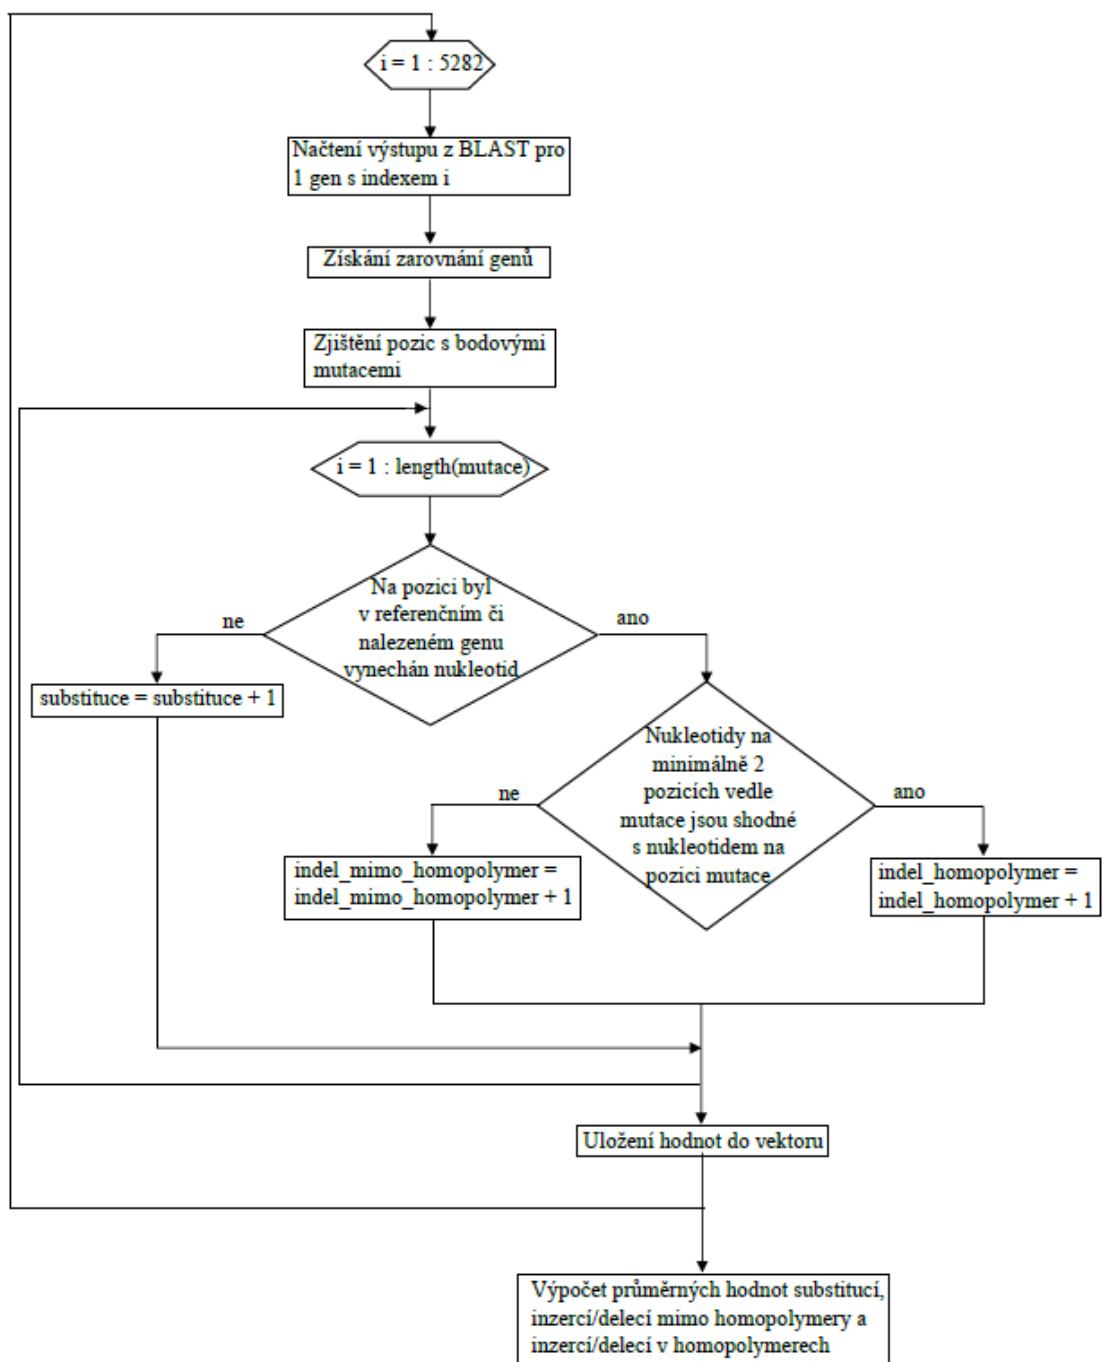 i = 1 : 5282
Načtení výstupu z BLAST pro
1 gen s indexem i
Získání zarovnání genů
Zjištění pozic s bodovými
mutacemi
i = 1 : length(mutace)
Na pozici byl
v referenčním či
nalezeném genu
vynechán nukleotid
ne
ano
substituce = substituce + 1
Nukleotidy na
minimálně 2
pozicích vedle
mutace jsou shodné
s nukleotidem na
pozici mutace
ne
ano
indel_mimo_homopolymer =
indel_mimo_homopolymer + 1
indel_homopolymer =
indel_homopolymer + 1
Uložení hodnot do vektoru
Výpočet průměrných hodnot substitucí,
inzercí/delecí mimo homopolymery a
inzercí/delecí v homopolymerech